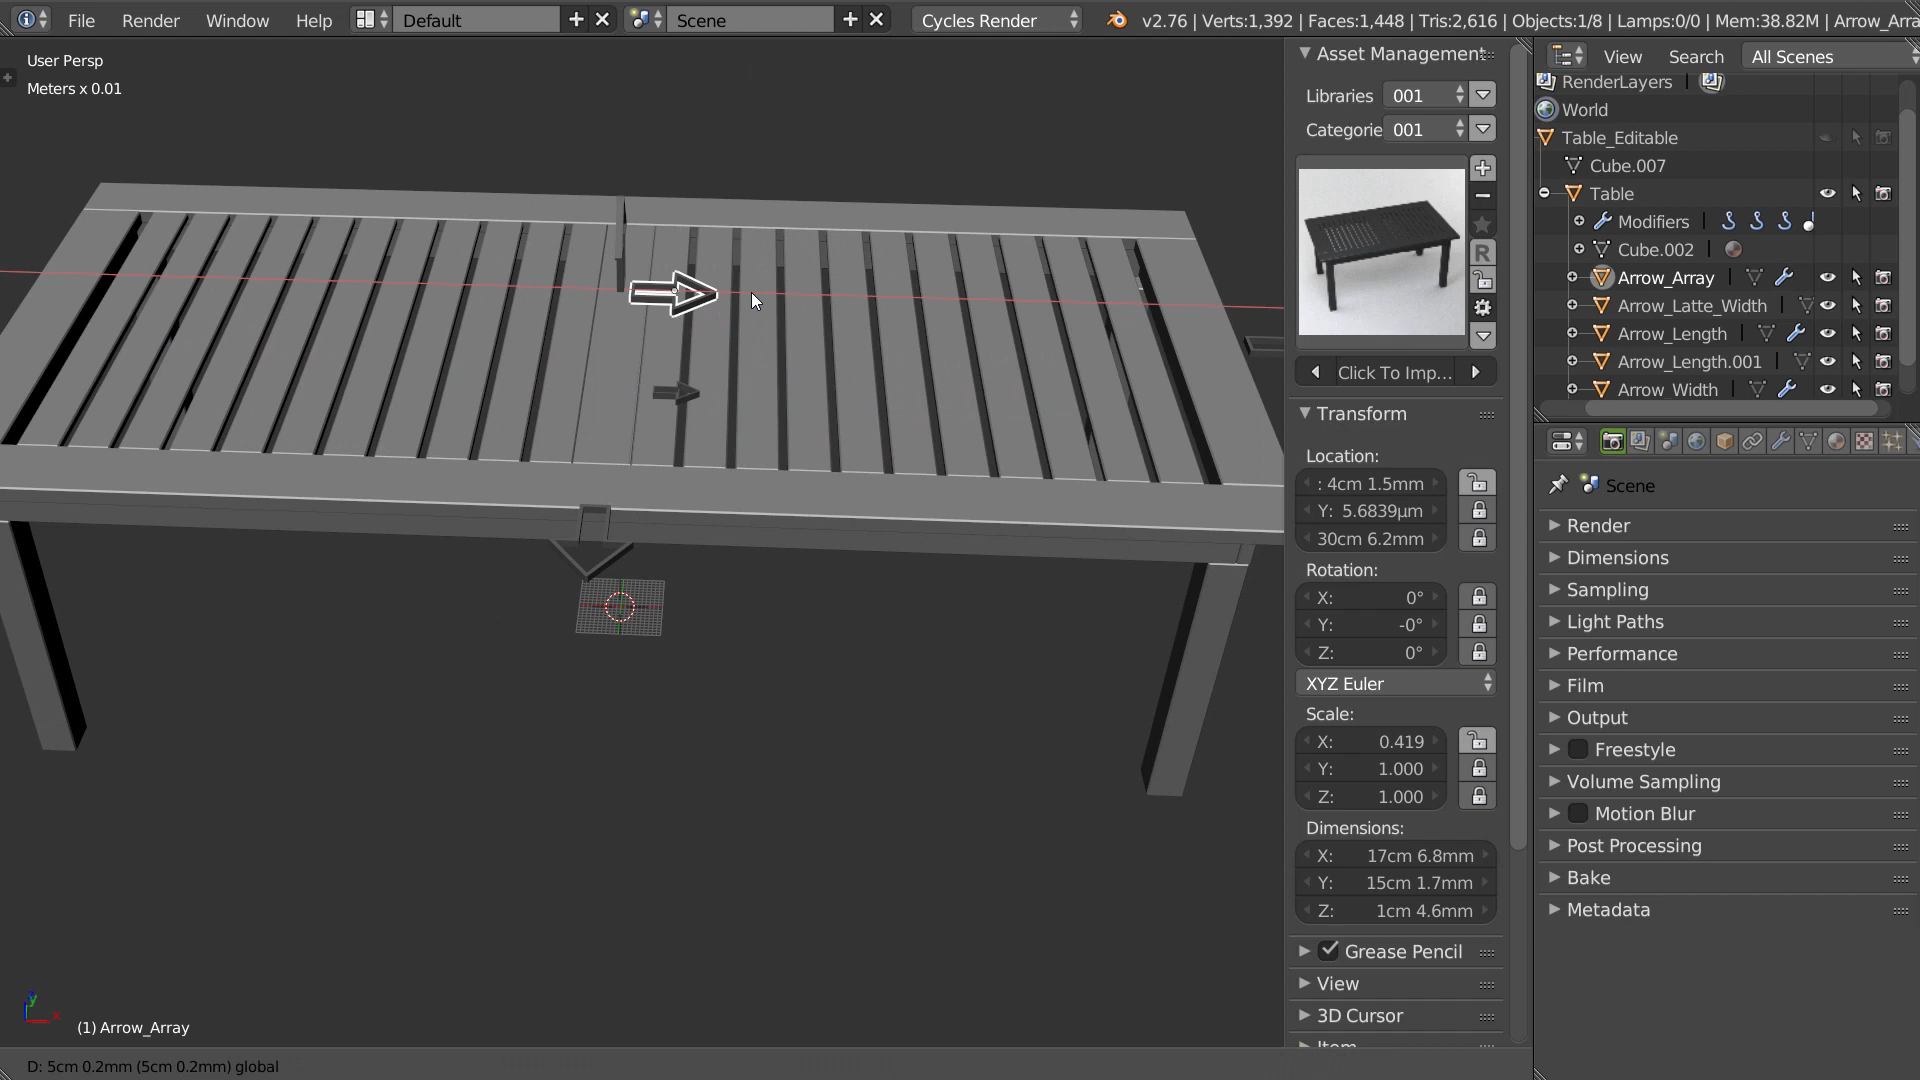 File Render Window Help Default Scene Cycles Render v2.76 | Verts:1,392 | Faces:1,448 | Tris:2,616 | Objects:1/8 | Lamps:0/0 | Mem:38.82M | Arrow_Arra
User Persp
Meters x 0.01
(1) Arrow_Array
D: 5cm 0.2mm (5cm 0.2mm) global
Asset Management
Libraries 001
Categorie 001
R
Click To Imp...
Transform
Location:
: 4cm 1.5mm
Y: 5.6839µm
30cm 6.2mm
Rotation:
X: 0°
Y: -0°
Z: 0°
XYZ Euler
Scale:
X: 0.419
Y: 1.000
Z: 1.000
Dimensions:
X: 17cm 6.8mm
Y: 15cm 1.7mm
Z: 1cm 4.6mm
Grease Pencil
View
3D Cursor
Item
View Search All Scenes
RenderLayers |
World
Table_Editable
Cube.007
Table
Modifiers |
Cube.002 |
Arrow_Array |
Arrow_Latte_Width |
Arrow_Length |
Arrow_Length.001 |
Arrow_Width |
Scene
Render
Dimensions
Sampling
Light Paths
Performance
Film
Output
Freestyle
Volume Sampling
Motion Blur
Post Processing
Bake
Metadata